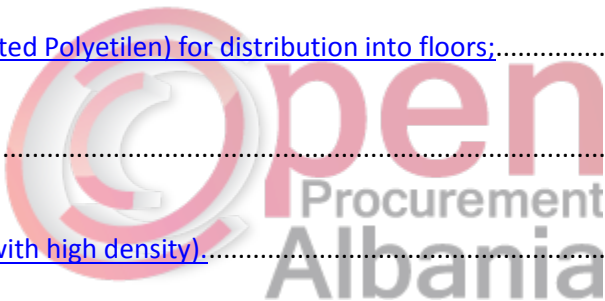 ted Polyetilen) for distribution into floors;...............
...............................................................................................
with high density)...............................................................
Open
Procurement
Albania